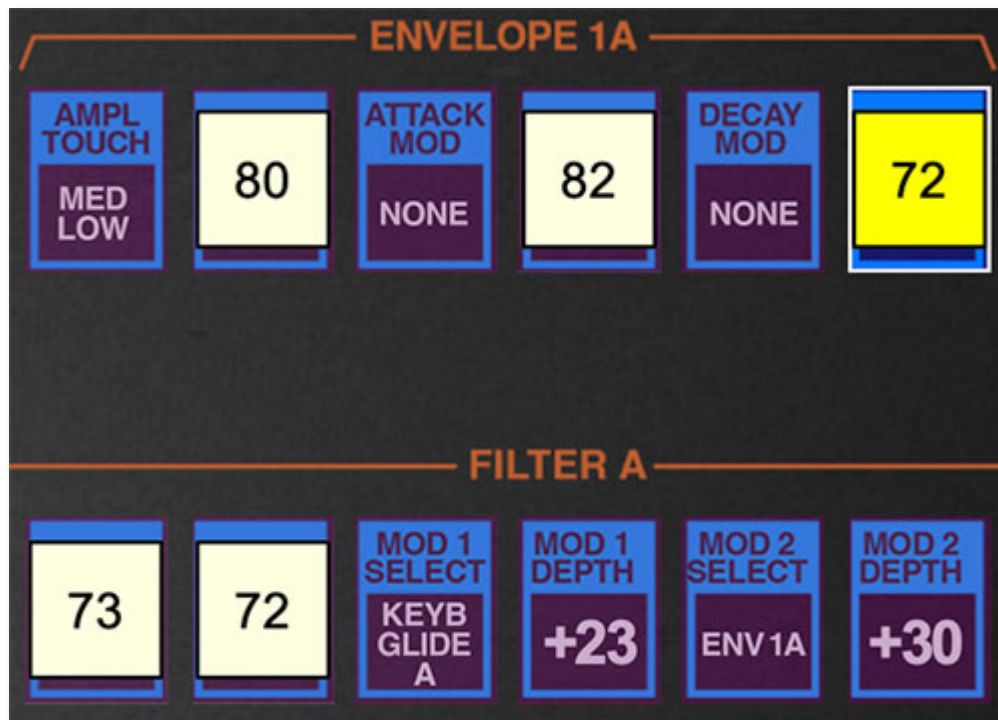 ENVELOPE 1A
AMPL
TOUCH
MED
LOW
80
ATTACK
MOD
NONE
82
DECAY
MOD
NONE
72
FILTER A
73
72
MOD 1
SELECT
KEYB
GLIDE
A
MOD 1
DEPTH
+23
MOD 2
SELECT
ENV 1A
MOD 2
DEPTH
+30